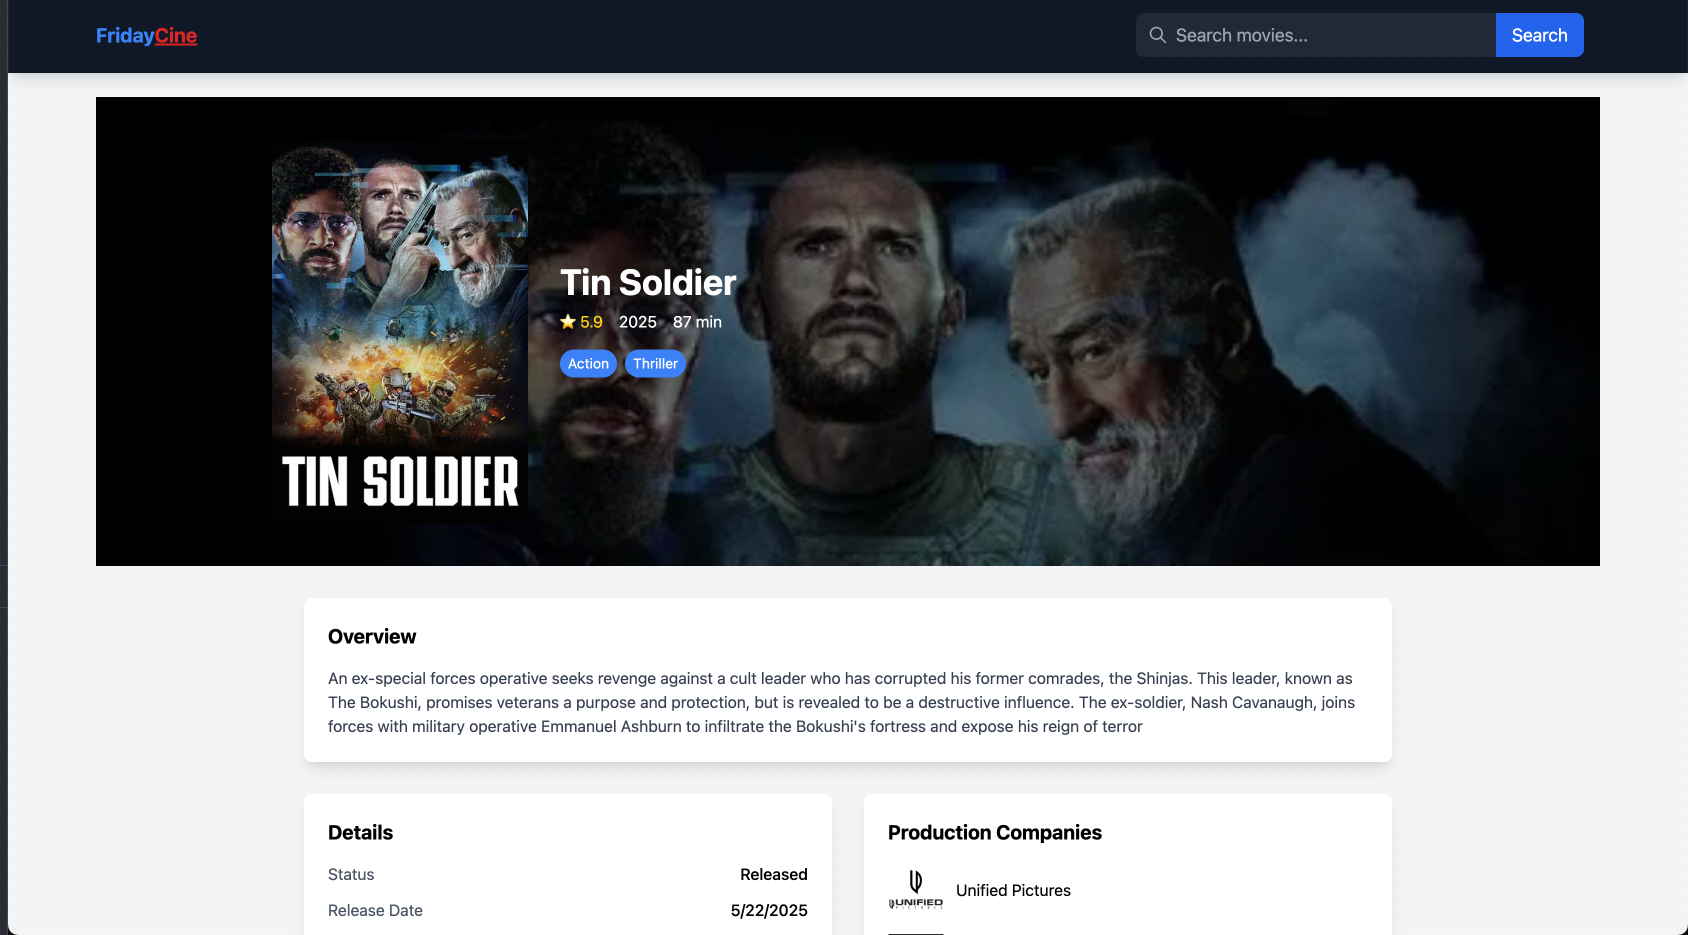 FridayCine
Search movies...
Search
TIN SOLDIER
Tin Soldier
5.9 2025 87 min
Action Thriller
Overview
An ex-special forces operative seeks revenge against a cult leader who has corrupted his former comrades, the Shinjas. This leader, known as
The Bokushi, promises veterans a purpose and protection, but is revealed to be a destructive influence. The ex-soldier, Nash Cavanaugh, joins
forces with military operative Emmanuel Ashburn to infiltrate the Bokushi's fortress and expose his reign of terror
Details
Status Released
Release Date 5/22/2025
Production Companies
UNIFIED
PICTURES
Unified Pictures